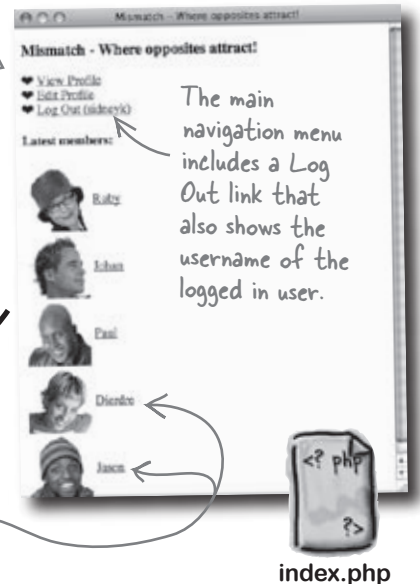 Mismatch - Where opposites attract!
Mismatch - Where opposites attract!
❤ View Profile
❤ Edit Profile
❤ Log Out (sidneyk)
Latest members:
Ruby
Johan
Paul
Dierdre
Jason
The main
navigation menu
includes a Log
Out link that
also shows the
username of the
logged in user.
<? php
?>
index.php